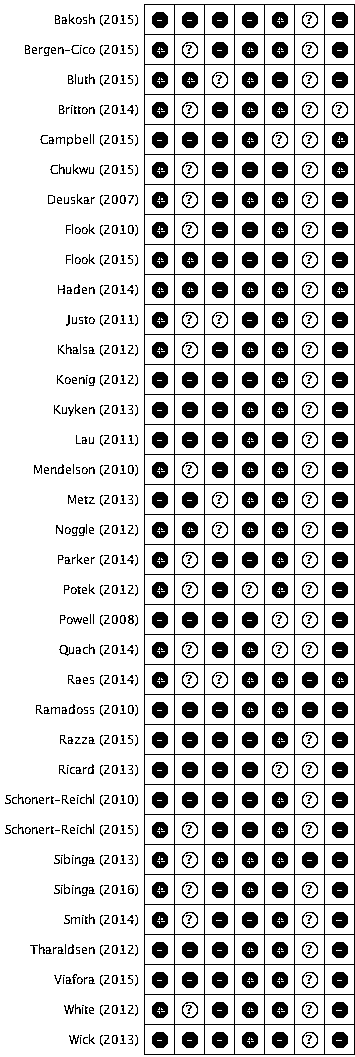 Bakosh (2015) - - - + + ? -
Bergen-Cico (2015) + ? - + + ? -
Bluth (2015) + + ? + - ? -
Britton (2014) + ? - + + ? ?
Campbell (2015) - - - + ? ? +
Chukwu (2015) + ? - - - ? +
Deuskar (2007) + ? - + + ? -
Flook (2010) + ? - - + ? -
Flook (2015) + + - - - ? -
Haden (2014) + + - + + ? +
Justo (2011) + ? ? - + ? -
Khalsa (2012) + ? - + + ? -
Koenig (2012) - - - - + ? -
Kuyken (2013) - - - + + ? -
Lau (2011) - - - + - ? -
Mendelson (2010) + ? - + + ? -
Metz (2013) - - ? + + ? -
Noggle (2012) + + ? + + ? -
Parker (2014) + ? - - + ? -
Potek (2012) + ? - ? + ? -
Powell (2008) - - - - ? ? -
Quach (2014) + ? - + ? ? -
Raes (2014) + ? ? + + - +
Ramadoss (2010) - - - + + - -
Razza (2015) - - - - + ? -
Ricard (2013) - - - - ? ? -
Schonert-Reichl (2010) - - - - + ? -
Schonert-Reichl (2015) + ? - - + ? -
Sibinga (2013) + ? + + + - -
Sibinga (2016) + ? - + - ? -
Smith (2014) + ? - - + ? -
Tharaldsen (2012) - - - + - ? -
Viafora (2015) - - - + + ? -
White (2012) + ? - + + ? -
Wick (2013) - - - + - ? -